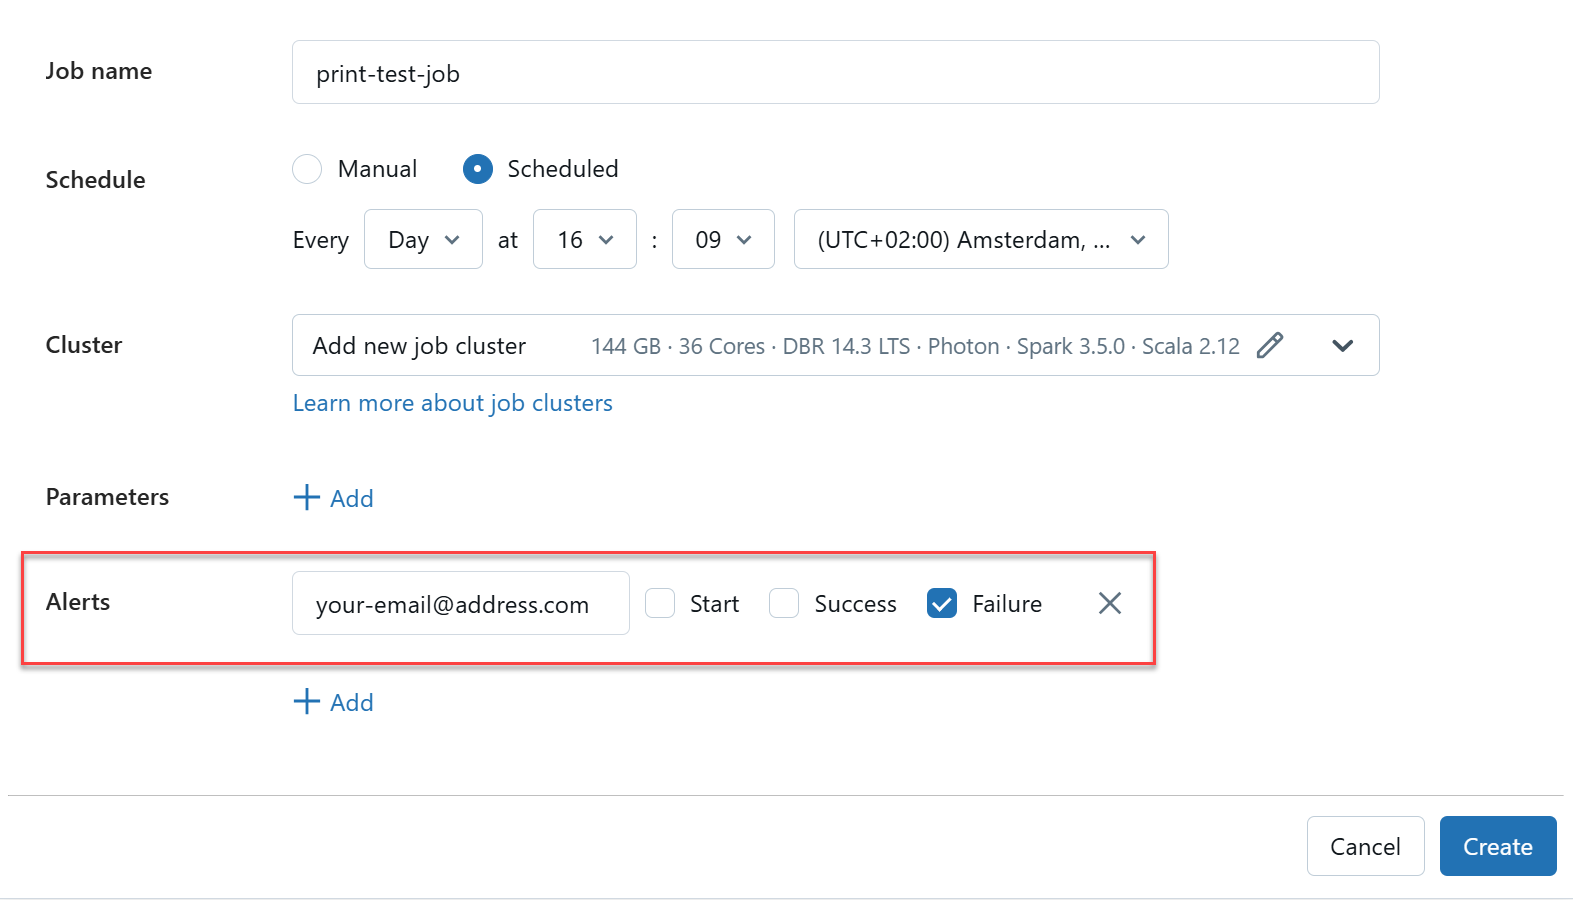 Job name
print-test-job
Schedule
Manual Scheduled
Every Day at 16 : 09 (UTC+02:00) Amsterdam, ...
Cluster
Add new job cluster 144 GB · 36 Cores · DBR 14.3 LTS · Photon · Spark 3.5.0 · Scala 2.12
Learn more about job clusters
Parameters
Add
Alerts
your-email@address.com Start Success Failure
Add
Cancel Create